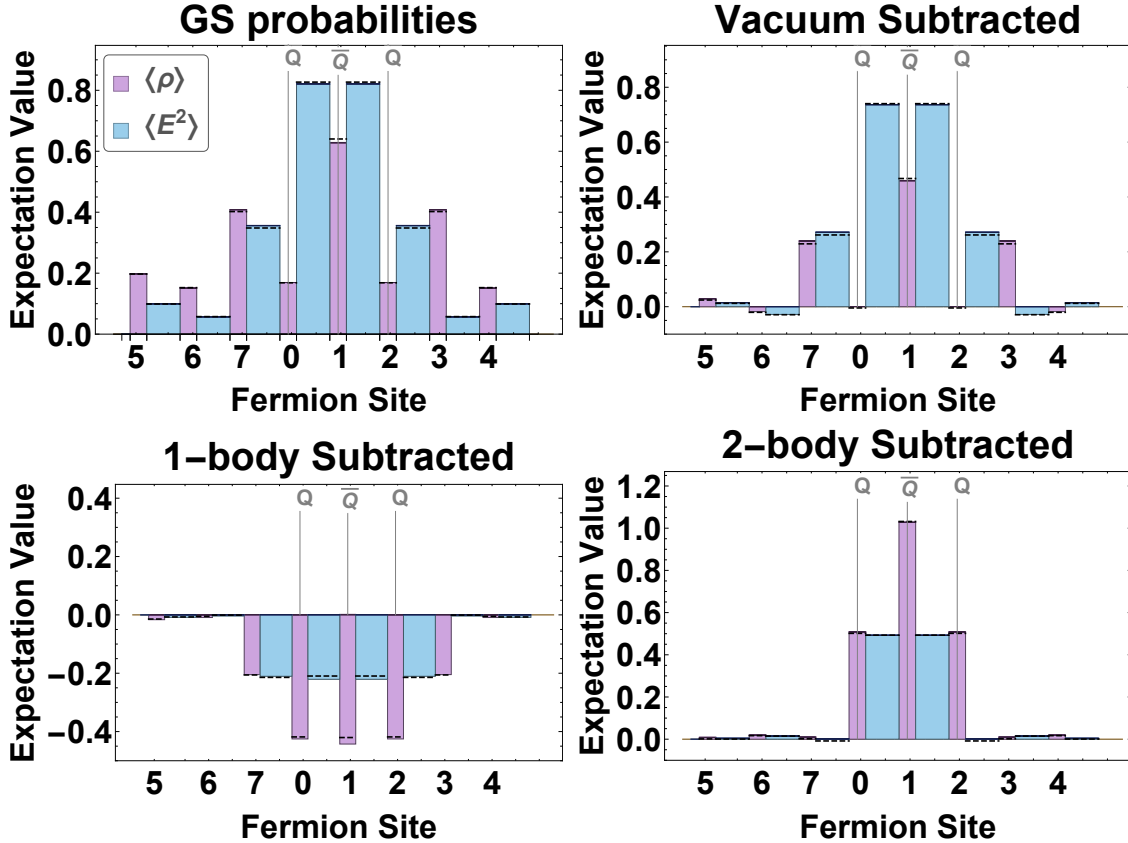 GS probabilities
Expectation Value
0.8
0.6
0.4
0.2
0.0
⟨ρ⟩
⟨E²⟩
Q Q̅ Q
5 6 7 0 1 2 3 4
Fermion Site
Vacuum Subtracted
Expectation Value
0.8
0.6
0.4
0.2
0.0
Q Q̅ Q
5 6 7 0 1 2 3 4
Fermion Site
1-body Subtracted
Expectation Value
0.4
0.2
0.0
-0.2
-0.4
Q Q̅ Q
5 6 7 0 1 2 3 4
Fermion Site
2-body Subtracted
Expectation Value
1.2
1.0
0.8
0.6
0.4
0.2
0.0
Q Q̅ Q
5 6 7 0 1 2 3 4
Fermion Site